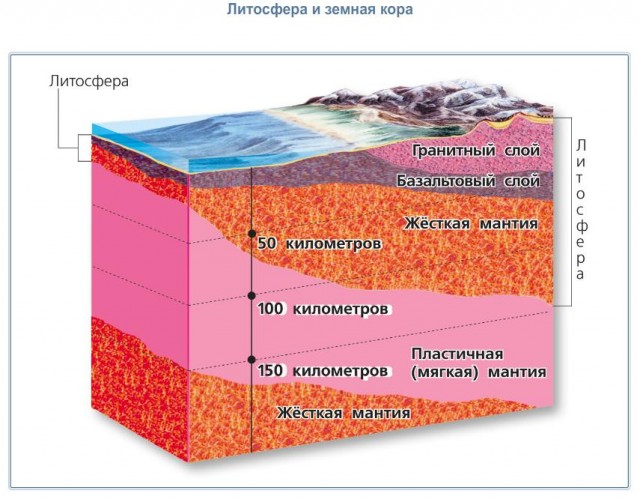 Литосфера и земная кора
Литосфера
Гранитный слой
Базальтовый слой
Литосфера
Жёсткая мантия
50 километров
100 километров
150 километров
Пластичная
(мягкая) мантия
Жёсткая мантия